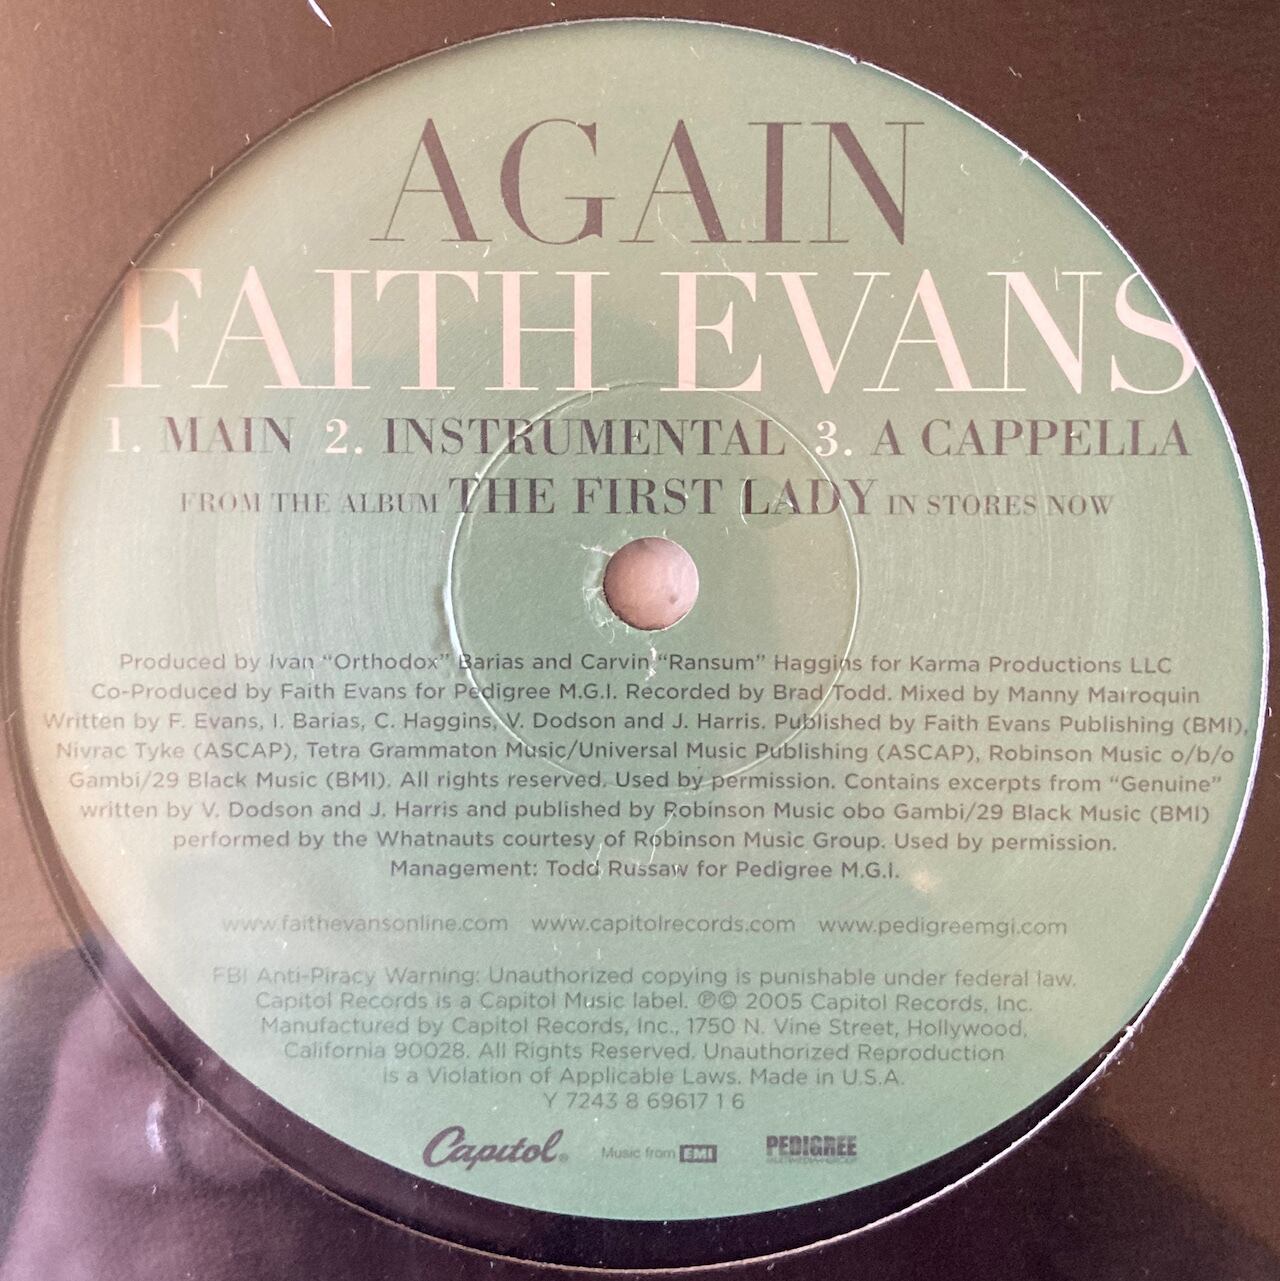 AGAIN
FAITH EVANS
1. MAIN 2. INSTRUMENTAL 3. A CAPPELLA
FROM THE ALBUM THE FIRST LADY IN STORES NOW
Produced by Ivan “Orthodox” Barias and Carvin “Ransum” Haggins for Karma Productions LLC
Co-Produced by Faith Evans for Pedigree M.G.I. Recorded by Brad Todd. Mixed by Manny Marroquin
Written by F. Evans, I. Barias, C. Haggins, V. Dodson and J. Harris. Published by Faith Evans Publishing (BMI),
Nivrac Tyke (ASCAP), Tetra Grammaton Music/Universal Music Publishing (ASCAP), Robinson Music o/b/o
Gambi/29 Black Music (BMI). All rights reserved. Used by permission. Contains excerpts from “Genuine”
written by V. Dodson and J. Harris and published by Robinson Music obo Gambi/29 Black Music (BMI)
performed by the Whatnauts courtesy of Robinson Music Group. Used by permission.
Management: Todd Russaw for Pedigree M.G.I.
www.faithevansonline.com www.capitolrecords.com www.pedigreemgi.com
FBI Anti-Piracy Warning: Unauthorized copying is punishable under federal law.
Capitol Records is a Capitol Music label. ℗© 2005 Capitol Records, Inc.
Manufactured by Capitol Records, Inc., 1750 N. Vine Street, Hollywood,
California 90028. All Rights Reserved. Unauthorized Reproduction
is a Violation of Applicable Laws. Made in U.S.A.
Y 7243 8 69617 1 6
Capitol® Music from EMI PEDIGREE